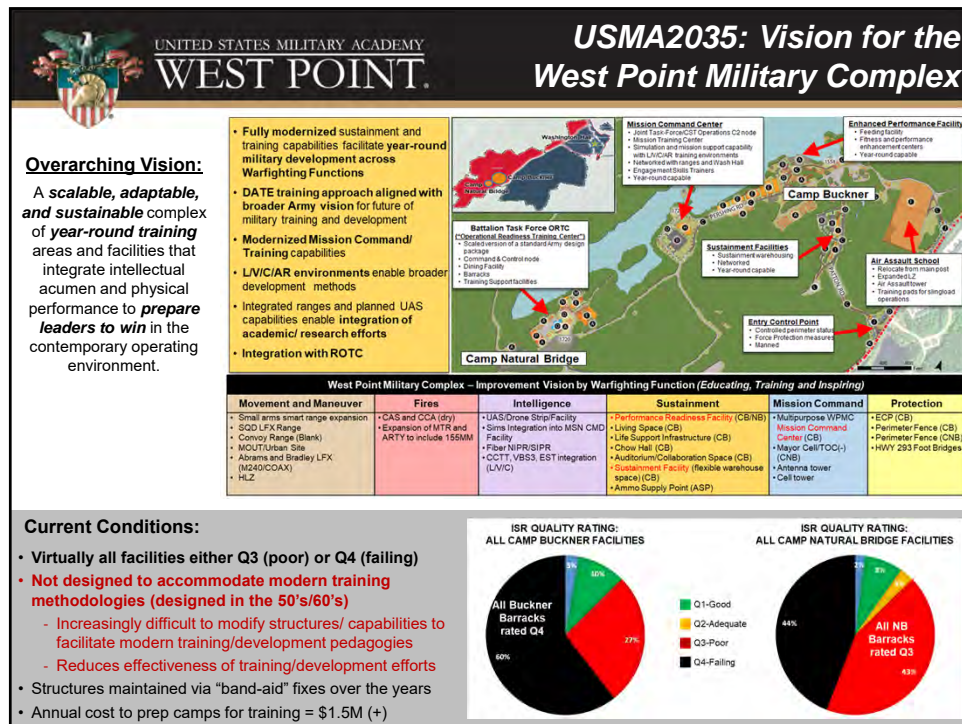 UNITED STATES MILITARY ACADEMY
WEST POINT.
USMA2035: Vision for the
West Point Military Complex
Overarching Vision:
A scalable, adaptable,
and sustainable complex
of year-round training
areas and facilities that
integrate intellectual
acumen and physical
performance to prepare
leaders to win in the
contemporary operating
environment.
• Fully modernized sustainment and
training capabilities facilitate year-round
military development across
Warfighting Functions
• DATE training approach aligned with
broader Army vision for future of
military training and development
• Modernized Mission Command/
Training capabilities
• L/V/C/AR environments enable broader
development methods
• Integrated ranges and planned UAS
capabilities enable integration of
academic/ research efforts
• Integration with ROTC
Washington Hall
Camp Buckner
Camp
Natural Bridge
Mission Command Center
• Joint Task-Force/CST Operations C2 node
• Mission Training Center
• Simulation and mission support capability
with L/V/C/AR training environments
• Networked with ranges and Wash Hall
• Engagement Skills Trainers
• Year-round capable
Enhanced Performance Facility
• Feeding facility
• Fitness and performance
enhancement centers
• Year-round capable
Camp Buckner
PERSHING RD
Battalion Task Force ORTC
("Operational Readiness Training Center")
• Scaled version of a standard Army design
package
• Command & Control node
• Dining Facility
• Barracks
• Training Support facilities
Sustainment Facilities
• Sustainment warehousing
• Networked
• Year-round capable
Air Assault School
• Relocate from main post
• Expanded LZ
• Air Assault tower
• Training pads for slingload
operations
Entry Control Point
• Controlled perimeter status
• Force Protection measures
• Manned
1720
Camp Natural Bridge
West Point Military Complex – Improvement Vision by Warfighting Function (Educating, Training and Inspiring)
Movement and Maneuver
• Small arms smart range expansion
• SQD LFX Range
• Convoy Range (Blank)
• MOUT/Urban Site
• Abrams and Bradley LFX
(M240/COAX)
• HLZ
Fires
• CAS and CCA (dry)
• Expansion of MTR and
ARTY to include 155MM
Intelligence
• UAS/Drone Strip/Facility
• Sims Integration into MSN CMD
Facility
• Fiber NIPR/SIPR
• CCTT, VBS3, EST integration
(L/V/C)
Sustainment
• Performance Readiness Facility (CB/NB)
• Living Space (CB)
• Life Support Infrastructure (CB)
• Chow Hall (CB)
• Auditorium/Collaboration Space (CB)
• Sustainment Facility (flexible warehouse
space) (CB)
• Ammo Supply Point (ASP)
Mission Command
• Multipurpose WPMC
Mission Command
Center (CB)
• Mayor Cell/TOC(-)
(CNB)
• Antenna tower
• Cell tower
Protection
• ECP (CB)
• Perimeter Fence (CB)
• Perimeter Fence (CNB)
• HWY 293 Foot Bridges
Current Conditions:
• Virtually all facilities either Q3 (poor) or Q4 (failing)
• Not designed to accommodate modern training
methodologies (designed in the 50's/60's)
- Increasingly difficult to modify structures/ capabilities to
facilitate modern training/development pedagogies
- Reduces effectiveness of training/development efforts
• Structures maintained via "band-aid" fixes over the years
• Annual cost to prep camps for training = $1.5M (+)
ISR QUALITY RATING:
ALL CAMP BUCKNER FACILITIES
3%
10%
27%
60%
All Buckner
Barracks
rated Q4
Q1-Good
Q2-Adequate
Q3-Poor
Q4-Failing
ISR QUALITY RATING:
ALL CAMP NATURAL BRIDGE FACILITIES
2%
8%
43%
44%
All NB
Barracks
rated Q3